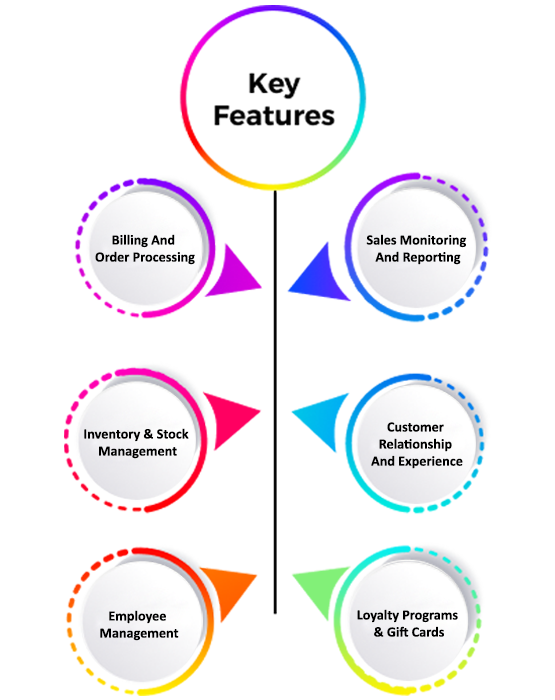 Key
Features
Billing And
Order Processing
Sales Monitoring
And Reporting
Inventory & Stock
Management
Customer
Relationship
And Experience
Employee
Management
Loyalty Programs
& Gift Cards